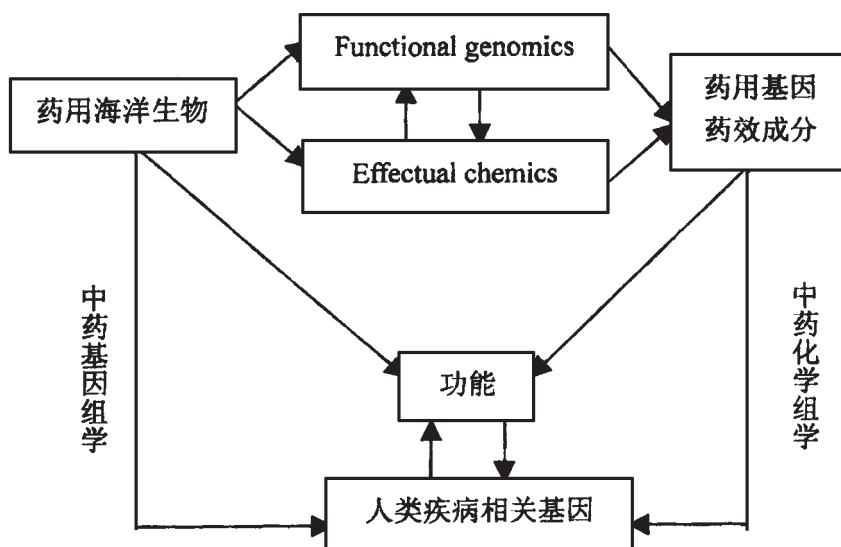 Functional genomics
药用海洋生物
药用基因
药效成分
Effectual chemics
中药基因组学
中药化学组学
功能
人类疾病相关基因